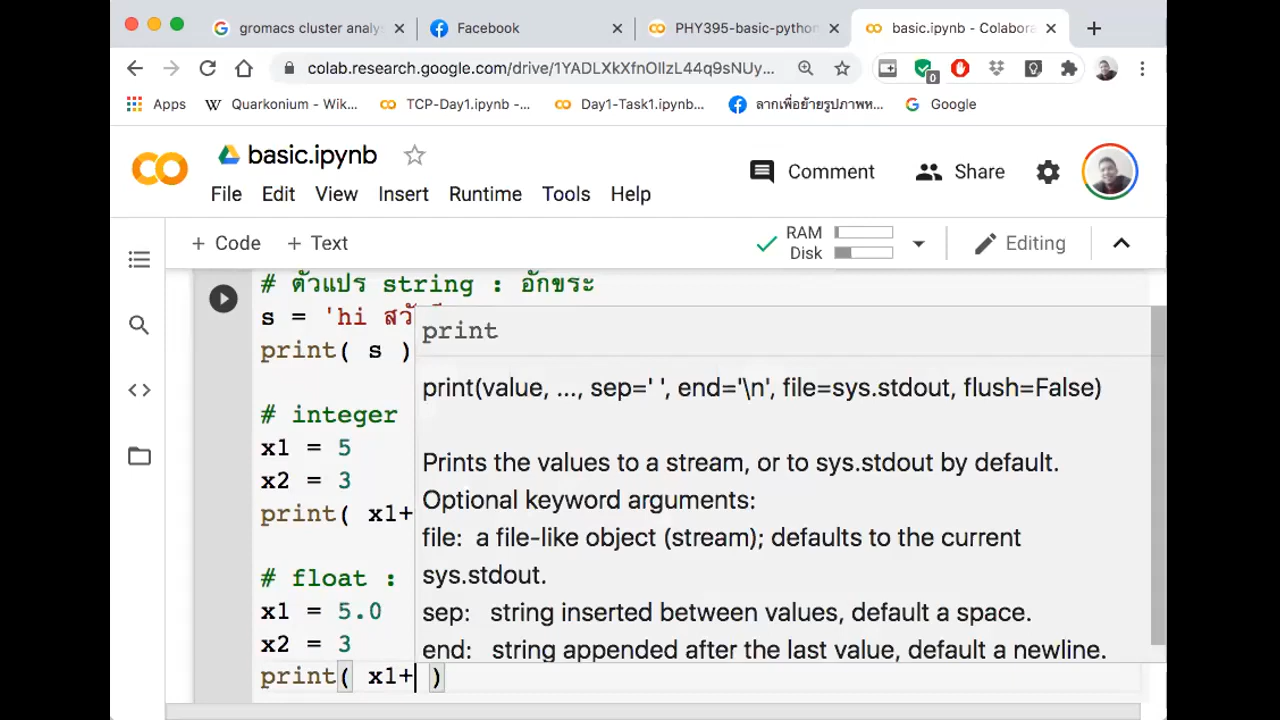 gromacs cluster analy
Facebook
PHY395-basic-python
basic.ipynb - Colabora
colab.research.google.com/drive/1YADLXkXfnOIlzL44q9sNUy...
0
Apps
Quarkonium - Wik...
TCP-Day1.ipynb -...
Day1-Task1.ipynb...
ลากเพื่อย้ายรูปภาพห...
Google
basic.ipynb
Comment
Share
File Edit View Insert Runtime Tools Help
+ Code + Text
RAM
Disk
Editing
# ตัวแปร string : อักขระ
s = 'hi สวั
print( s )
# integer
x1 = 5
x2 = 3
print( x1+
# float :
x1 = 5.0
x2 = 3
print( x1+ )
print
print(value, ..., sep=' ', end='\n', file=sys.stdout, flush=False)
Prints the values to a stream, or to sys.stdout by default.
Optional keyword arguments:
file: a file-like object (stream); defaults to the current
sys.stdout.
sep: string inserted between values, default a space.
end: string appended after the last value, default a newline.